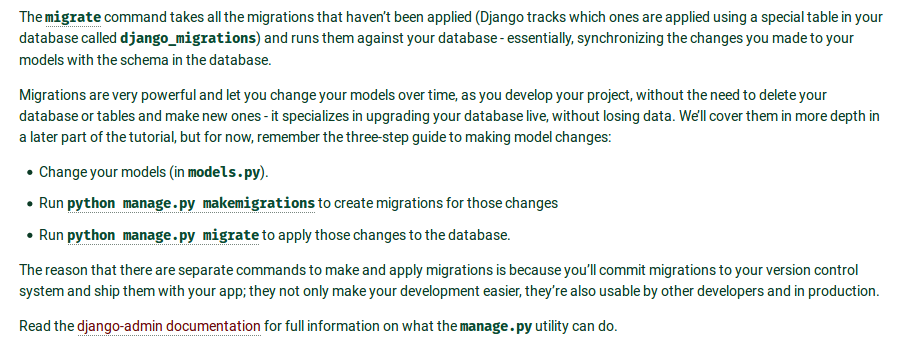 The migrate command takes all the migrations that haven't been applied (Django tracks which ones are applied using a special table in your
database called django_migrations) and runs them against your database - essentially, synchronizing the changes you made to your
models with the schema in the database.
Migrations are very powerful and let you change your models over time, as you develop your project, without the need to delete your
database or tables and make new ones - it specializes in upgrading your database live, without losing data. We'll cover them in more depth in
a later part of the tutorial, but for now, remember the three-step guide to making model changes:
• Change your models (in models.py).
• Run python manage.py makemigrations to create migrations for those changes
• Run python manage.py migrate to apply those changes to the database.
The reason that there are separate commands to make and apply migrations is because you'll commit migrations to your version control
system and ship them with your app; they not only make your development easier, they're also usable by other developers and in production.
Read the django-admin documentation for full information on what the manage.py utility can do.